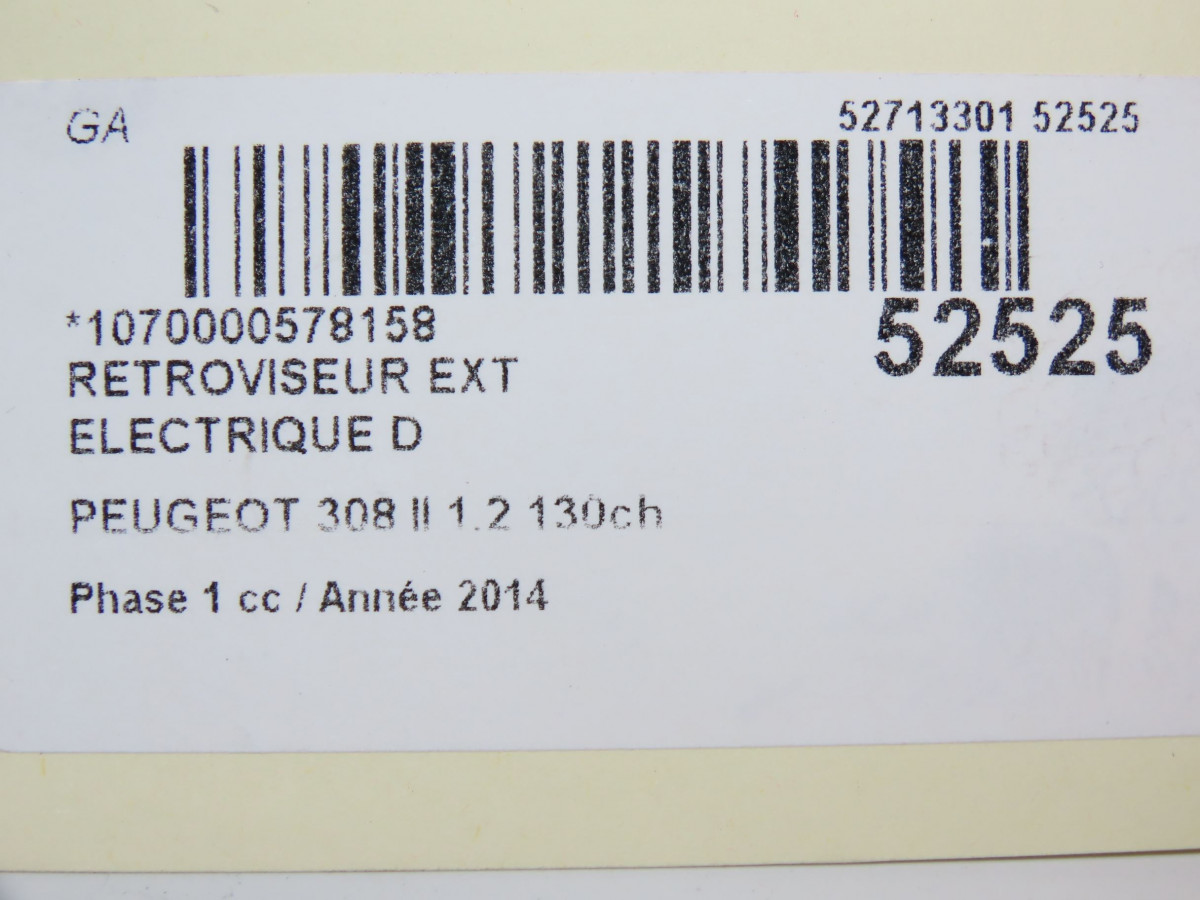 GA
52713301 52525
*1070000578158
52525
RETROVISEUR EXT
ELECTRIQUE D
PEUGEOT 308 II 1.2 130ch
Phase 1 cc / Année 2014